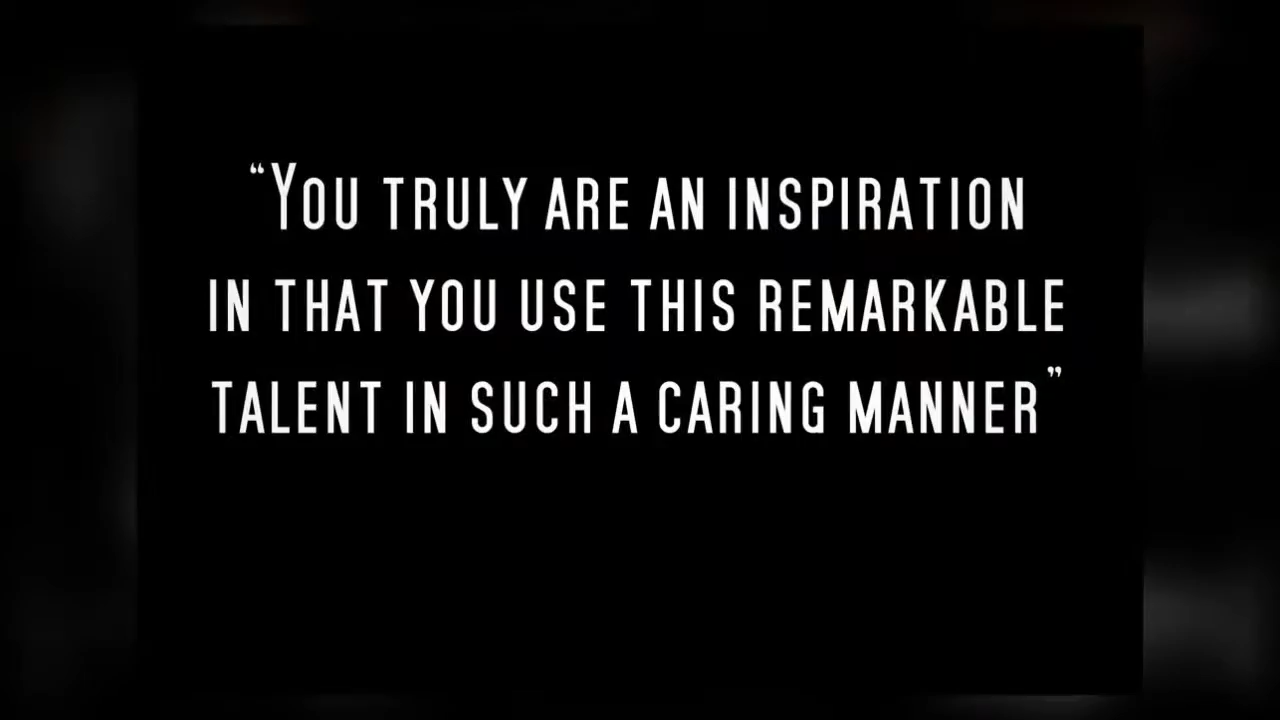 “You truly are an inspiration
in that you use this remarkable
talent in such a caring manner”